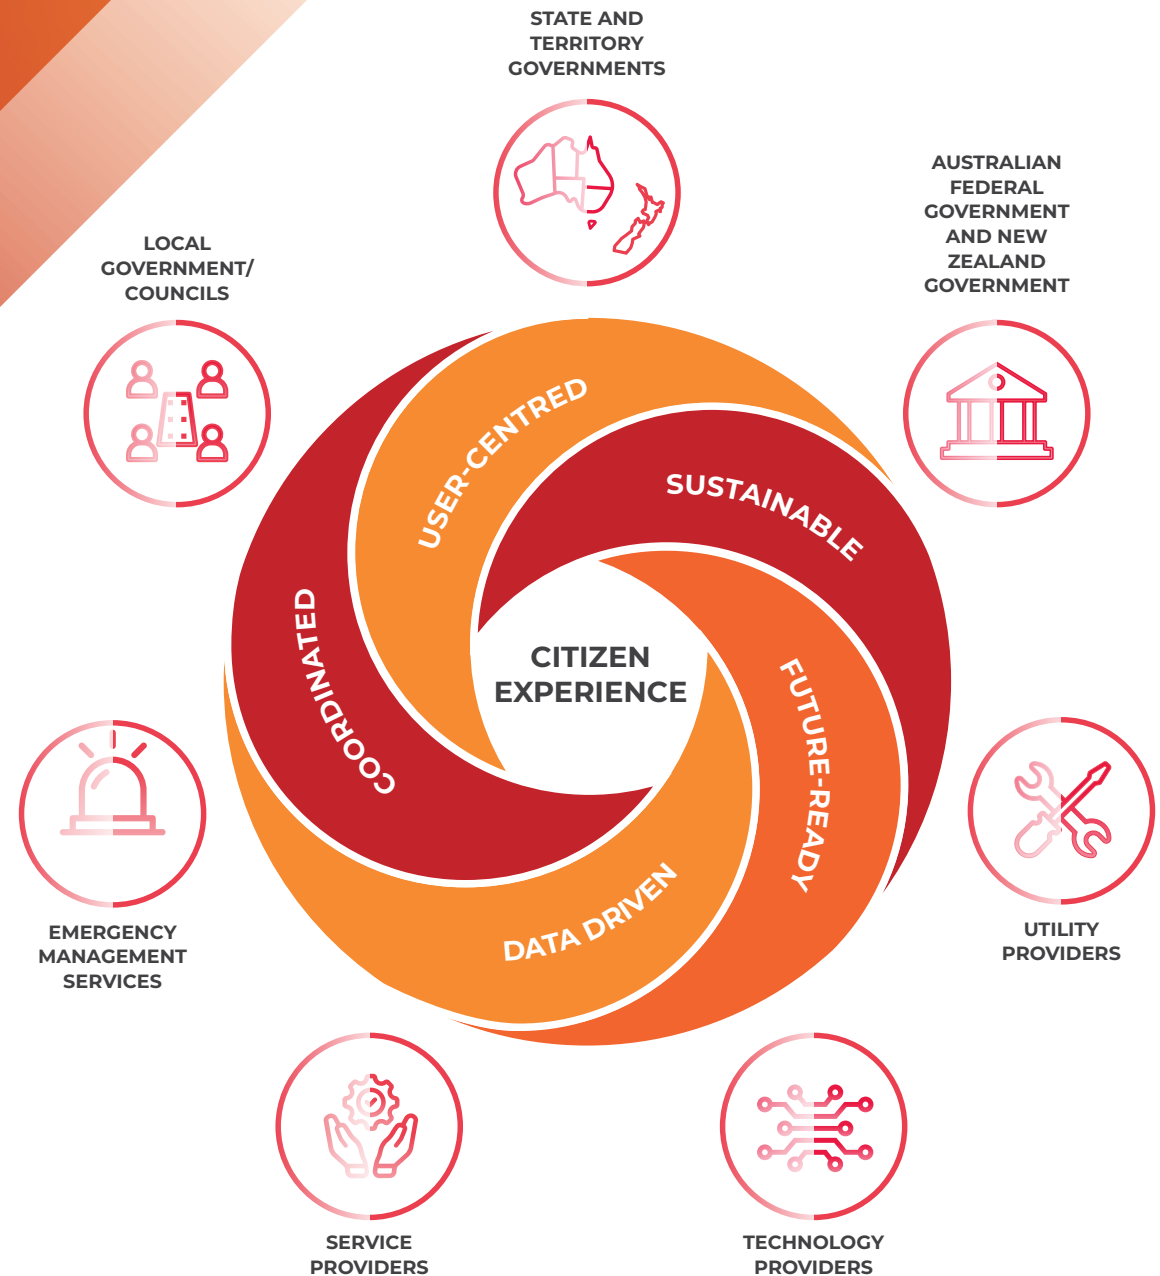 STATE AND
TERRITORY
GOVERNMENTS
AUSTRALIAN
FEDERAL
GOVERNMENT
AND NEW
ZEALAND
GOVERNMENT
LOCAL
GOVERNMENT/
COUNCILS
USER-CENTRED
SUSTAINABLE
COORDINATED
CITIZEN
EXPERIENCE
FUTURE-READY
DATA DRIVEN
EMERGENCY
MANAGEMENT
SERVICES
UTILITY
PROVIDERS
SERVICE
PROVIDERS
TECHNOLOGY
PROVIDERS